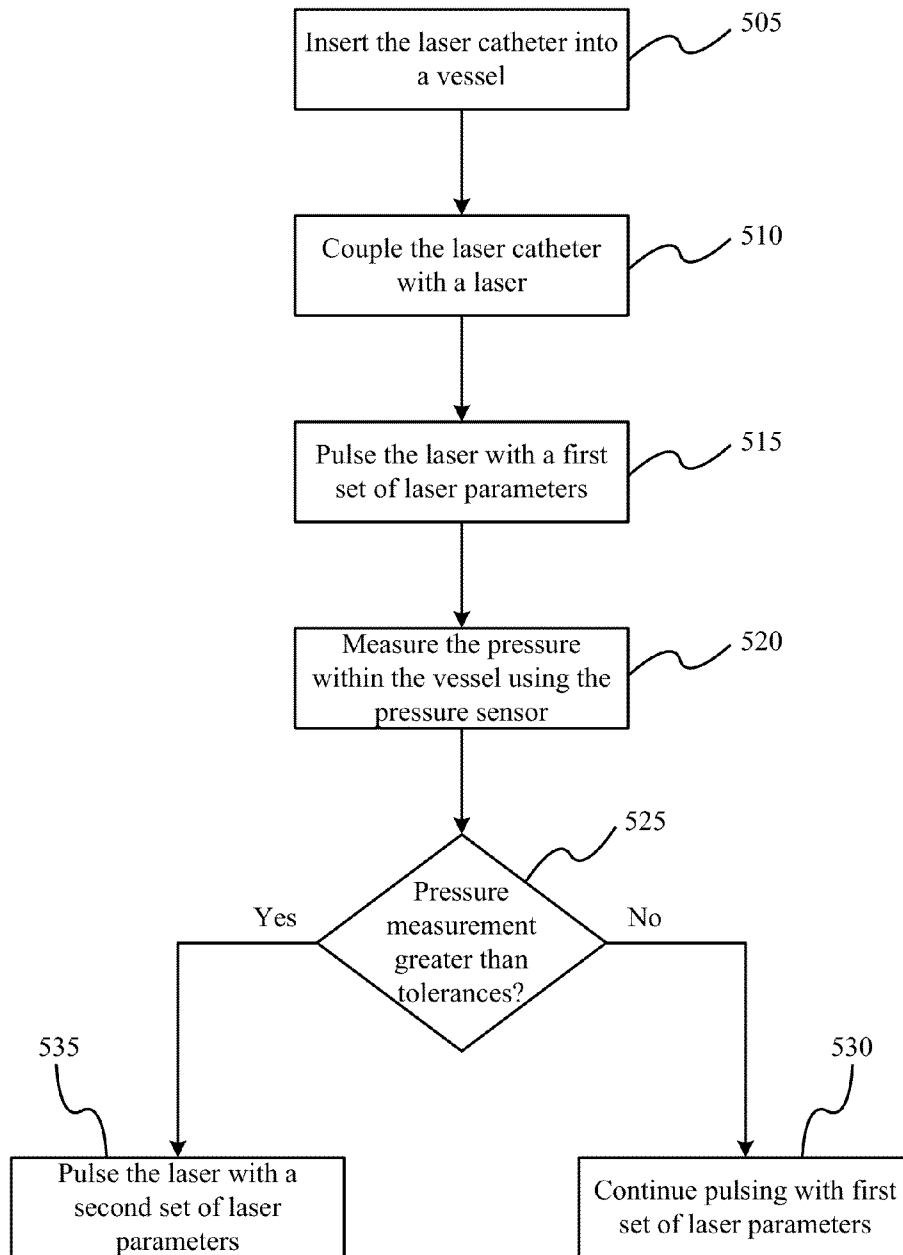 Insert the laser catheter into
a vessel
505
Couple the laser catheter
with a laser
510
Pulse the laser with a first
set of laser parameters
515
Measure the pressure
within the vessel using the
pressure sensor
520
525
Pressure
measurement
greater than
tolerances?
Yes
No
535
530
Pulse the laser with a
second set of laser
parameters
Continue pulsing with first
set of laser parameters